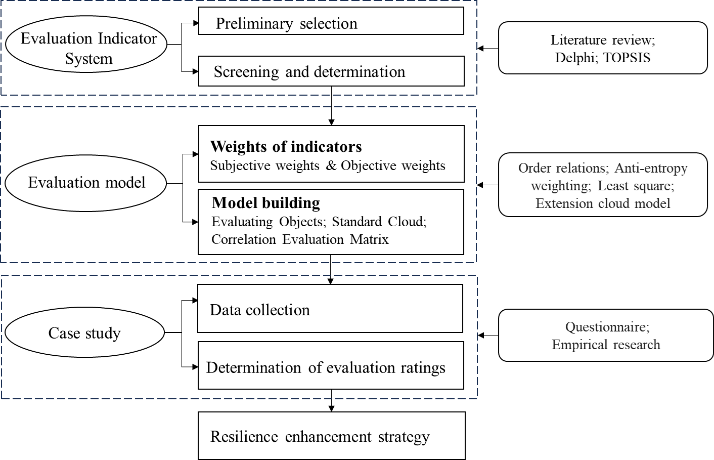 Evaluation Indicator
System
Preliminary selection
Screening and determination
Literature review;
Delphi; TOPSIS
Evaluation model
Weights of indicators
Subjective weights & Objective weights
Model building
Evaluating Objects; Standard Cloud;
Correlation Evaluation Matrix
Order relations; Anti-entropy
weighting; Least square;
Extension cloud model
Case study
Data collection
Determination of evaluation ratings
Questionnaire;
Empirical research
Resilience enhancement strategy